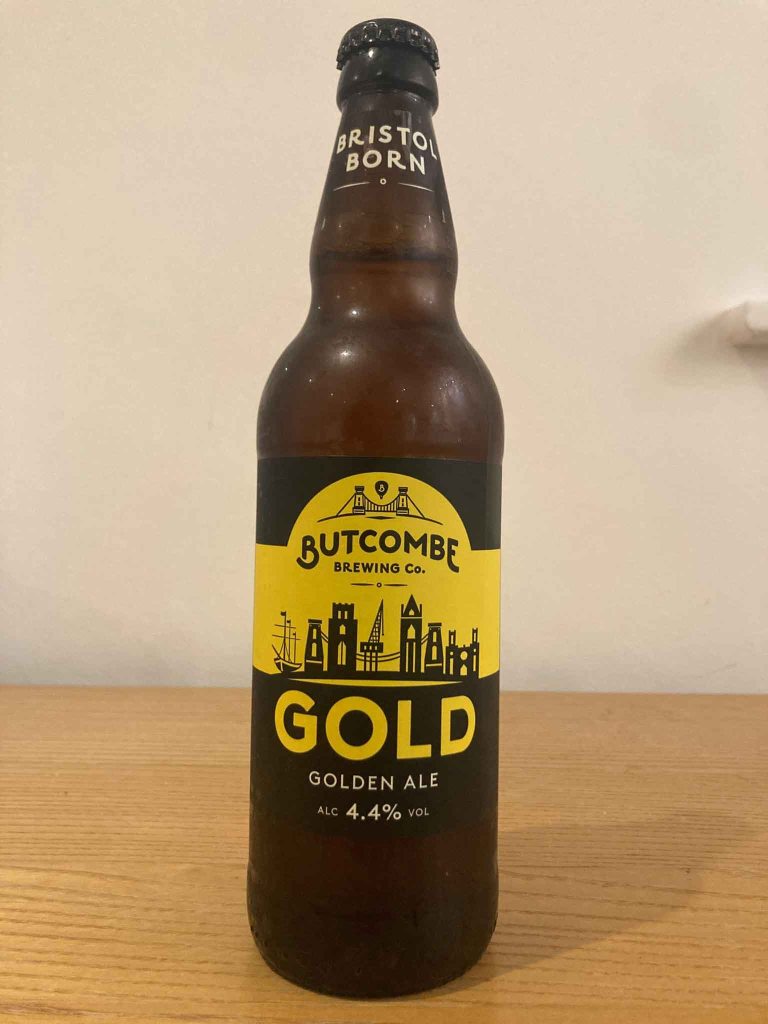 BRISTOL
BORN
B
BUTCOMBE
BREWING Co.
GOLD
GOLDEN ALE
ALC 4.4% VOL